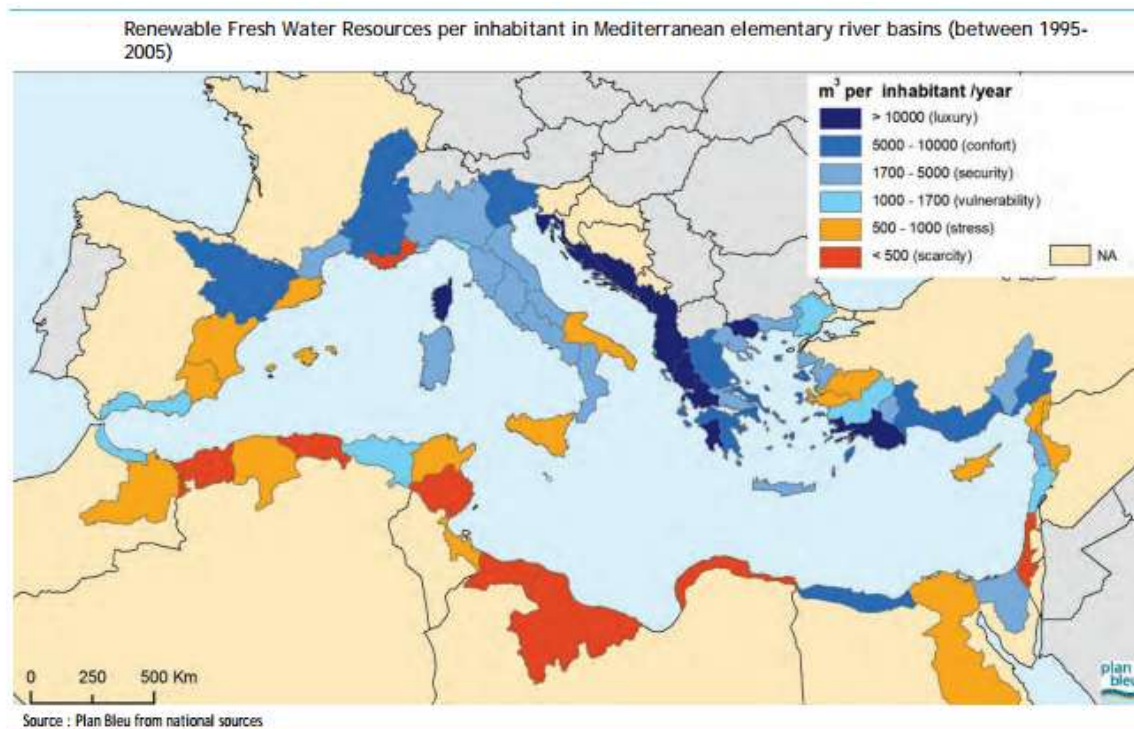 Renewable Fresh Water Resources per inhabitant in Mediterranean elementary river basins (between 1995-
2005)
m³ per inhabitant /year
> 10000 (luxury)
5000 - 10000 (confort)
1700 - 5000 (security)
1000 - 1700 (vulnerability)
500 - 1000 (stress)
< 500 (scarcity)
NA
0 250 500 Km
plan
bleu
Source : Plan Bleu from national sources